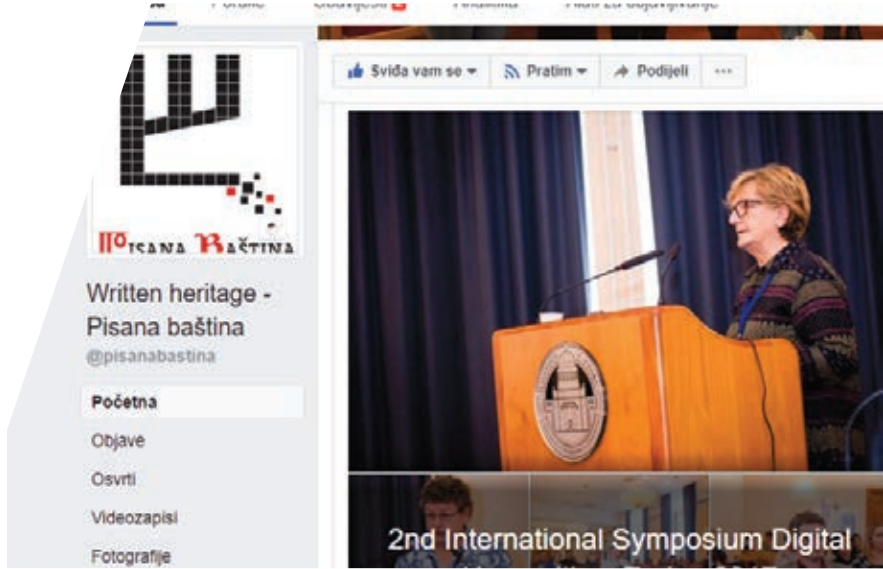 Sviđa vam se
Pratim
Podijeli
Pisana Baština
Written heritage -
Pisana baština
@pisanabastina
Početna
Objave
Osvrti
Videozapisi
Fotografije
2nd International Symposium Digital